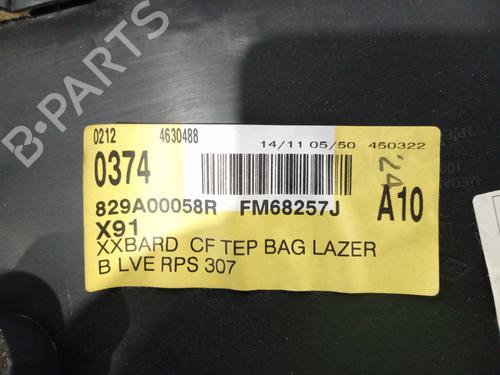 0212 4630488
14/11 05/50 450322
0374
'24
829A00058R FM68257J
A10
X91
XXBARD CF TEP BAG LAZER
B LVE RPS 307
B-Parts